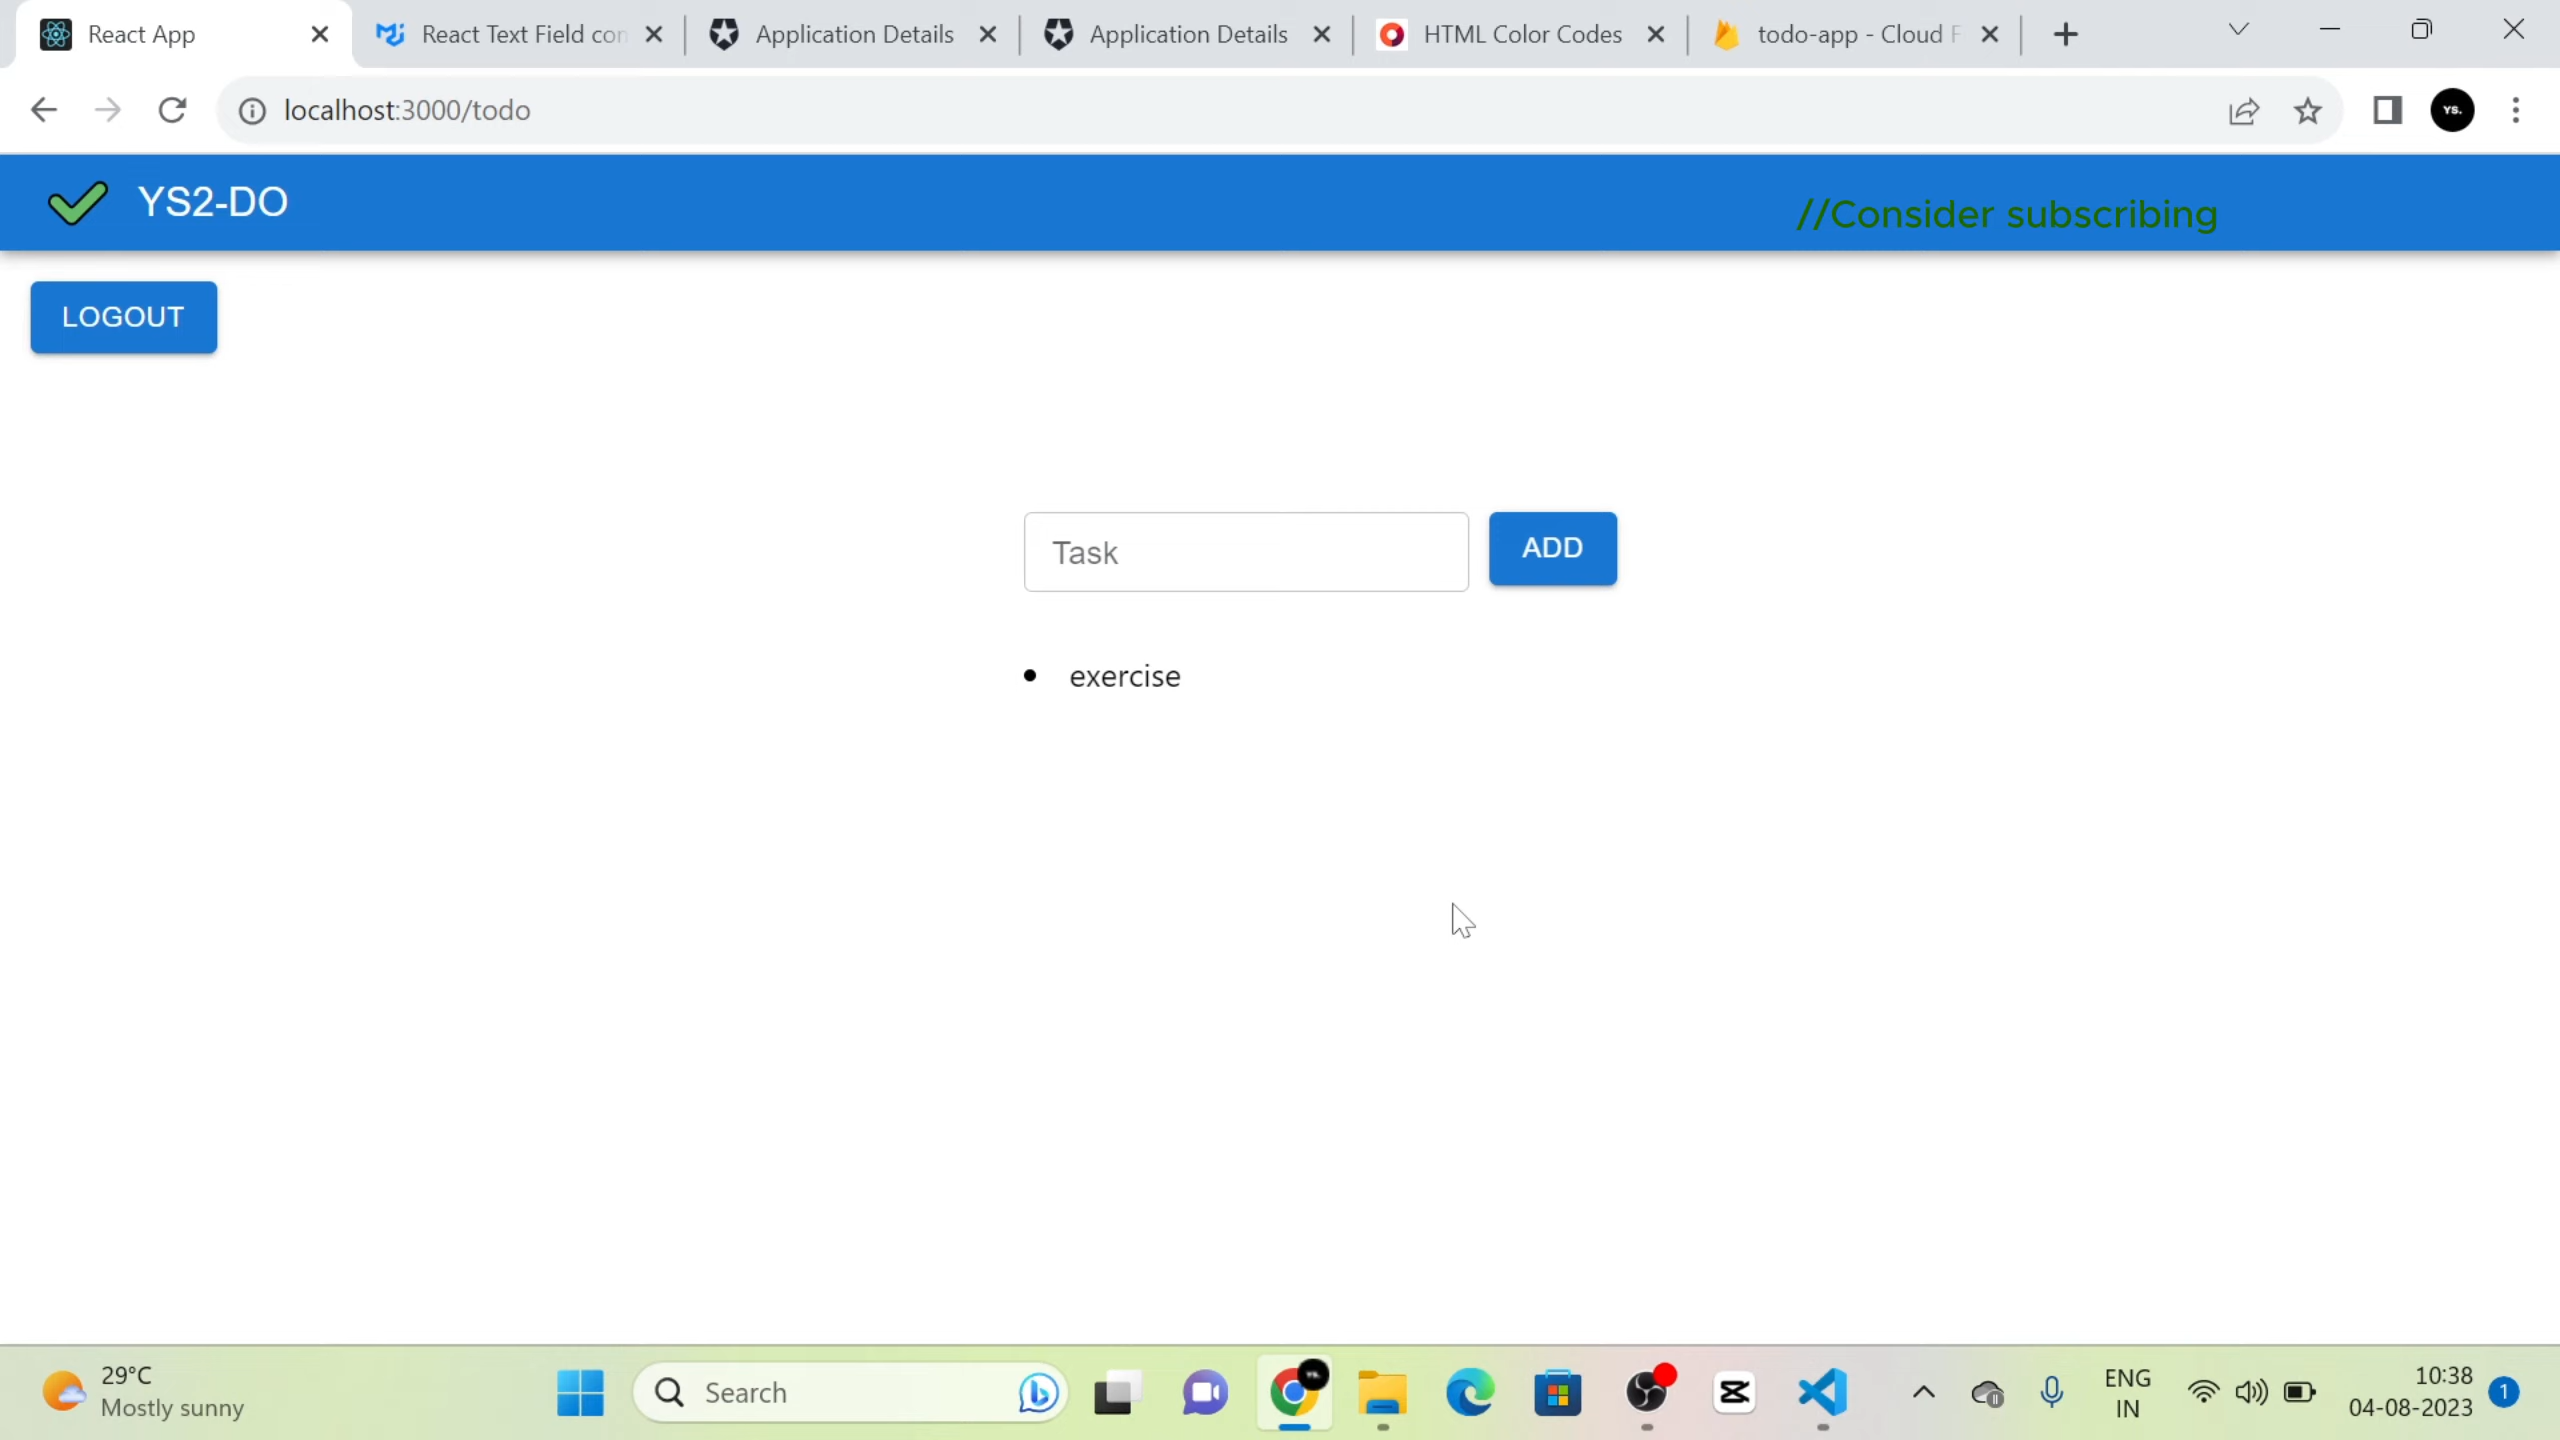 React App
React Text Field con
Application Details
Application Details
HTML Color Codes
todo-app - Cloud F
localhost:3000/todo
YS.
YS2-DO
//Consider subscribing
LOGOUT
Task
ADD
exercise
29°C
Mostly sunny
Search
ENG
IN
10:38
04-08-2023
1